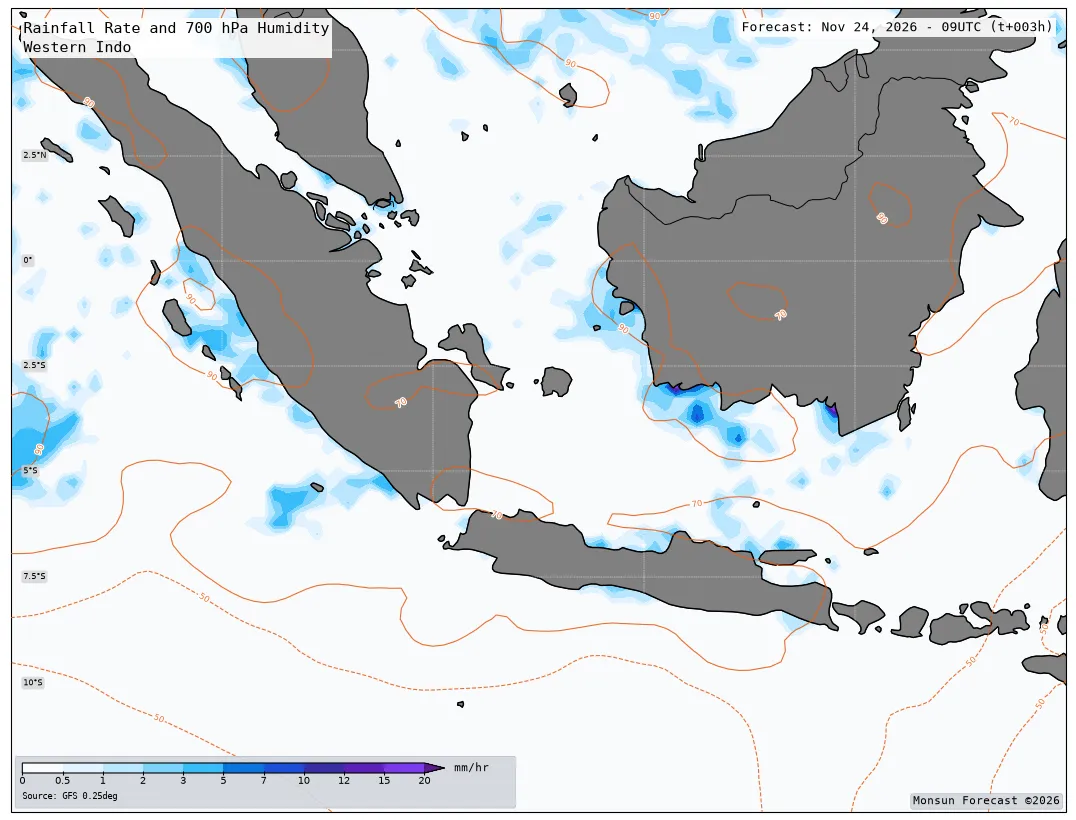 Rainfall Rate and 700 hPa Humidity
Western Indo
Forecast: Nov 24, 2026 - 09UTC (t+003h)
90
90
90
70
2.5°N
90
0°
90
70
90
2.5°S
90
70
90
5°S
70
70
7.5°S
50
50
50
10°S
50
50
0 0.5 1 2 3 5 7 10 12 15 20
mm/hr
Source: GFS 0.25deg
Monsun Forecast ©2026